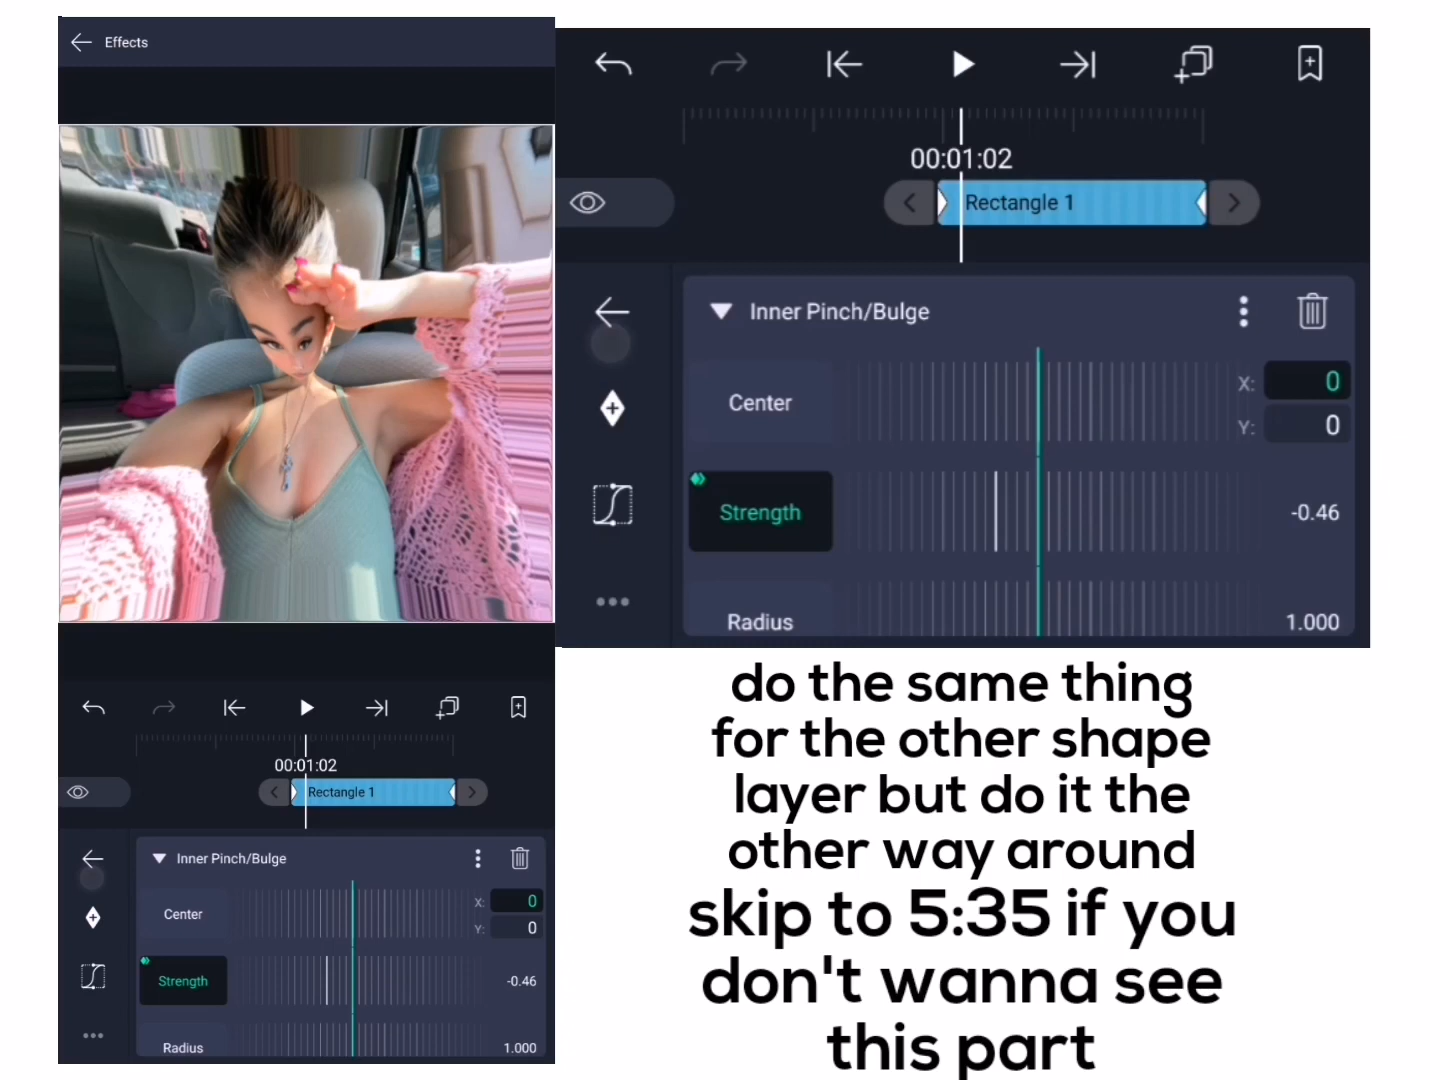 Effects
00:01:02
Rectangle 1
Inner Pinch/Bulge
Center
X: 0
Y: 0
Strength
-0.46
Radius
1.000
00:01:02
Rectangle 1
Inner Pinch/Bulge
Center
X: 0
Y: 0
Strength
-0.46
Radius
1.000
do the same thing
for the other shape
layer but do it the
other way around
skip to 5:35 if you
don't wanna see
this part